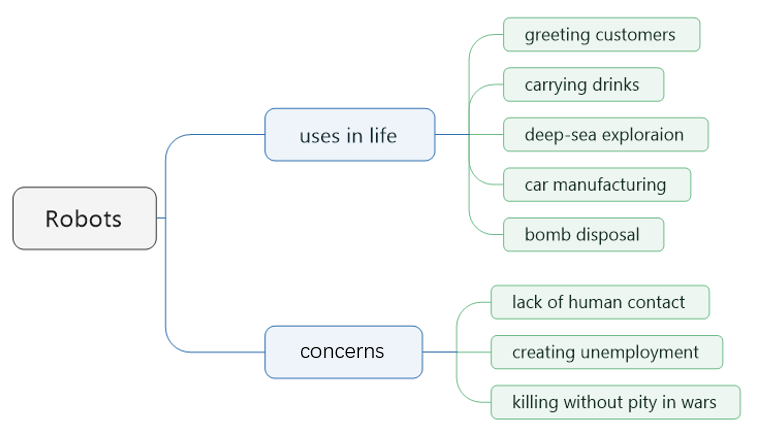 Robots
uses in life
greeting customers
carrying drinks
deep-sea exploraion
car manufacturing
bomb disposal
concerns
lack of human contact
creating unemployment
killing without pity in wars